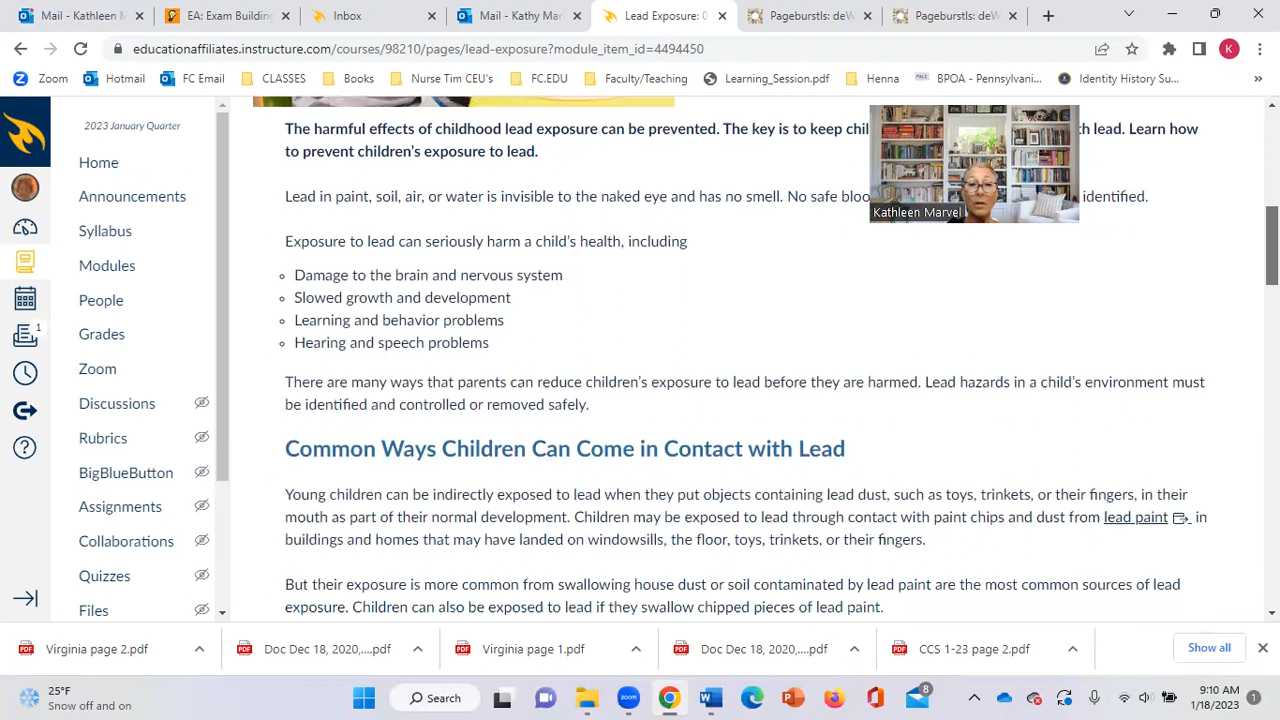 Mail - Kathleen M
EA: Exam Building
Inbox
Mail - Kathy Mar
Lead Exposure: 0
Pageburstls: deW
Pageburstls: deW
educationaffiliates.instructure.com/courses/98210/pages/lead-exposure?module_item_id=4494450
K
Zoom
Hotmail
FC Email
CLASSES
Books
Nurse Tim CEU's
FC.EDU
Faculty/Teaching
Learning_Session.pdf
Henna
BPOA - Pennsylvani...
Identity History Su...
»
2023 January Quarter
Home
Announcements
Syllabus
Modules
People
Grades
Zoom
Discussions
Rubrics
BigBlueButton
Assignments
Collaborations
Quizzes
Files
1
The harmful effects of childhood lead exposure can be prevented. The key is to keep chil h lead. Learn how
to prevent children's exposure to lead.
Lead in paint, soil, air, or water is invisible to the naked eye and has no smell. No safe bloo identified.
Kathleen Marvel
Exposure to lead can seriously harm a child's health, including
Damage to the brain and nervous system
Slowed growth and development
Learning and behavior problems
Hearing and speech problems
There are many ways that parents can reduce children's exposure to lead before they are harmed. Lead hazards in a child's environment must
be identified and controlled or removed safely.
Common Ways Children Can Come in Contact with Lead
Young children can be indirectly exposed to lead when they put objects containing lead dust, such as toys, trinkets, or their fingers, in their
mouth as part of their normal development. Children may be exposed to lead through contact with paint chips and dust from lead paint in
buildings and homes that may have landed on windowsills, the floor, toys, trinkets, or their fingers.
But their exposure is more common from swallowing house dust or soil contaminated by lead paint are the most common sources of lead
exposure. Children can also be exposed to lead if they swallow chipped pieces of lead paint.
Virginia page 2.pdf
Doc Dec 18, 2020,....pdf
Virginia page 1.pdf
Doc Dec 18, 2020,....pdf
CCS 1-23 page 2.pdf
Show all
25°F
Snow off and on
Search
zoom
8
9:10 AM
1/18/2023
1